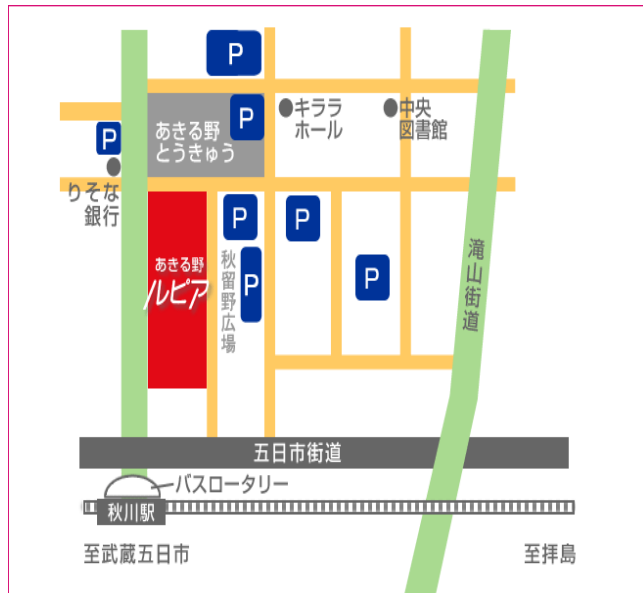 P
あきる野
とうきゅう
P
キララ
ホール
中央
図書館
P
りそな
銀行
あきる野
ルピア
P
P
秋留野広場
P
P
滝山街道
五日市街道
バスロータリー
秋川駅
至武蔵五日市
至拝島